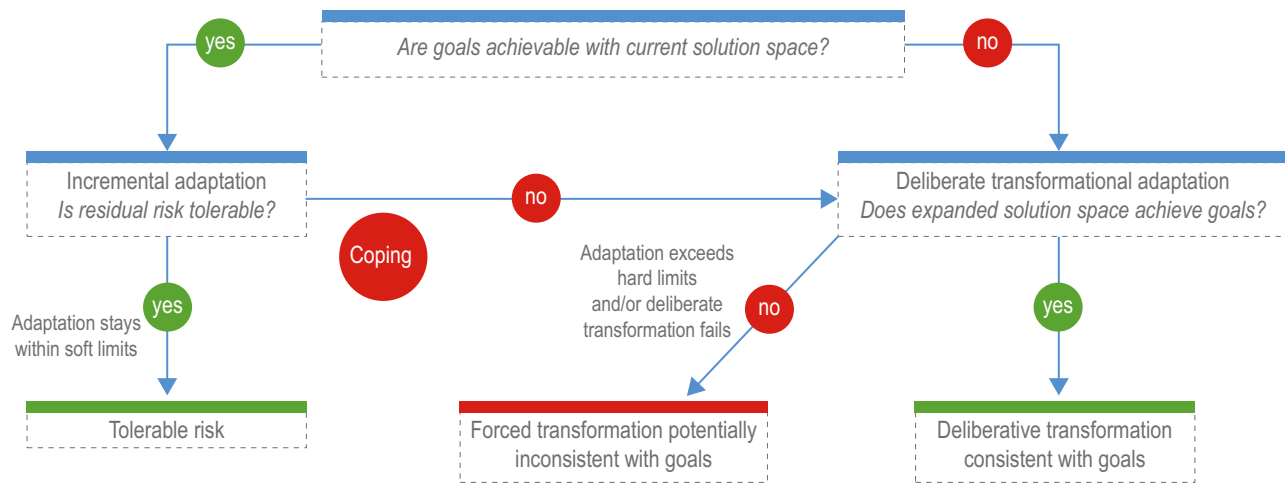 Are goals achievable with current solution space?
yes
no
Incremental adaptation
Is residual risk tolerable?
no
Deliberate transformational adaptation
Does expanded solution space achieve goals?
Coping
Adaptation exceeds
hard limits
and/or deliberate
transformation fails
yes
no
yes
Adaptation stays
within soft limits
Tolerable risk
Forced transformation potentially
inconsistent with goals
Deliberative transformation
consistent with goals